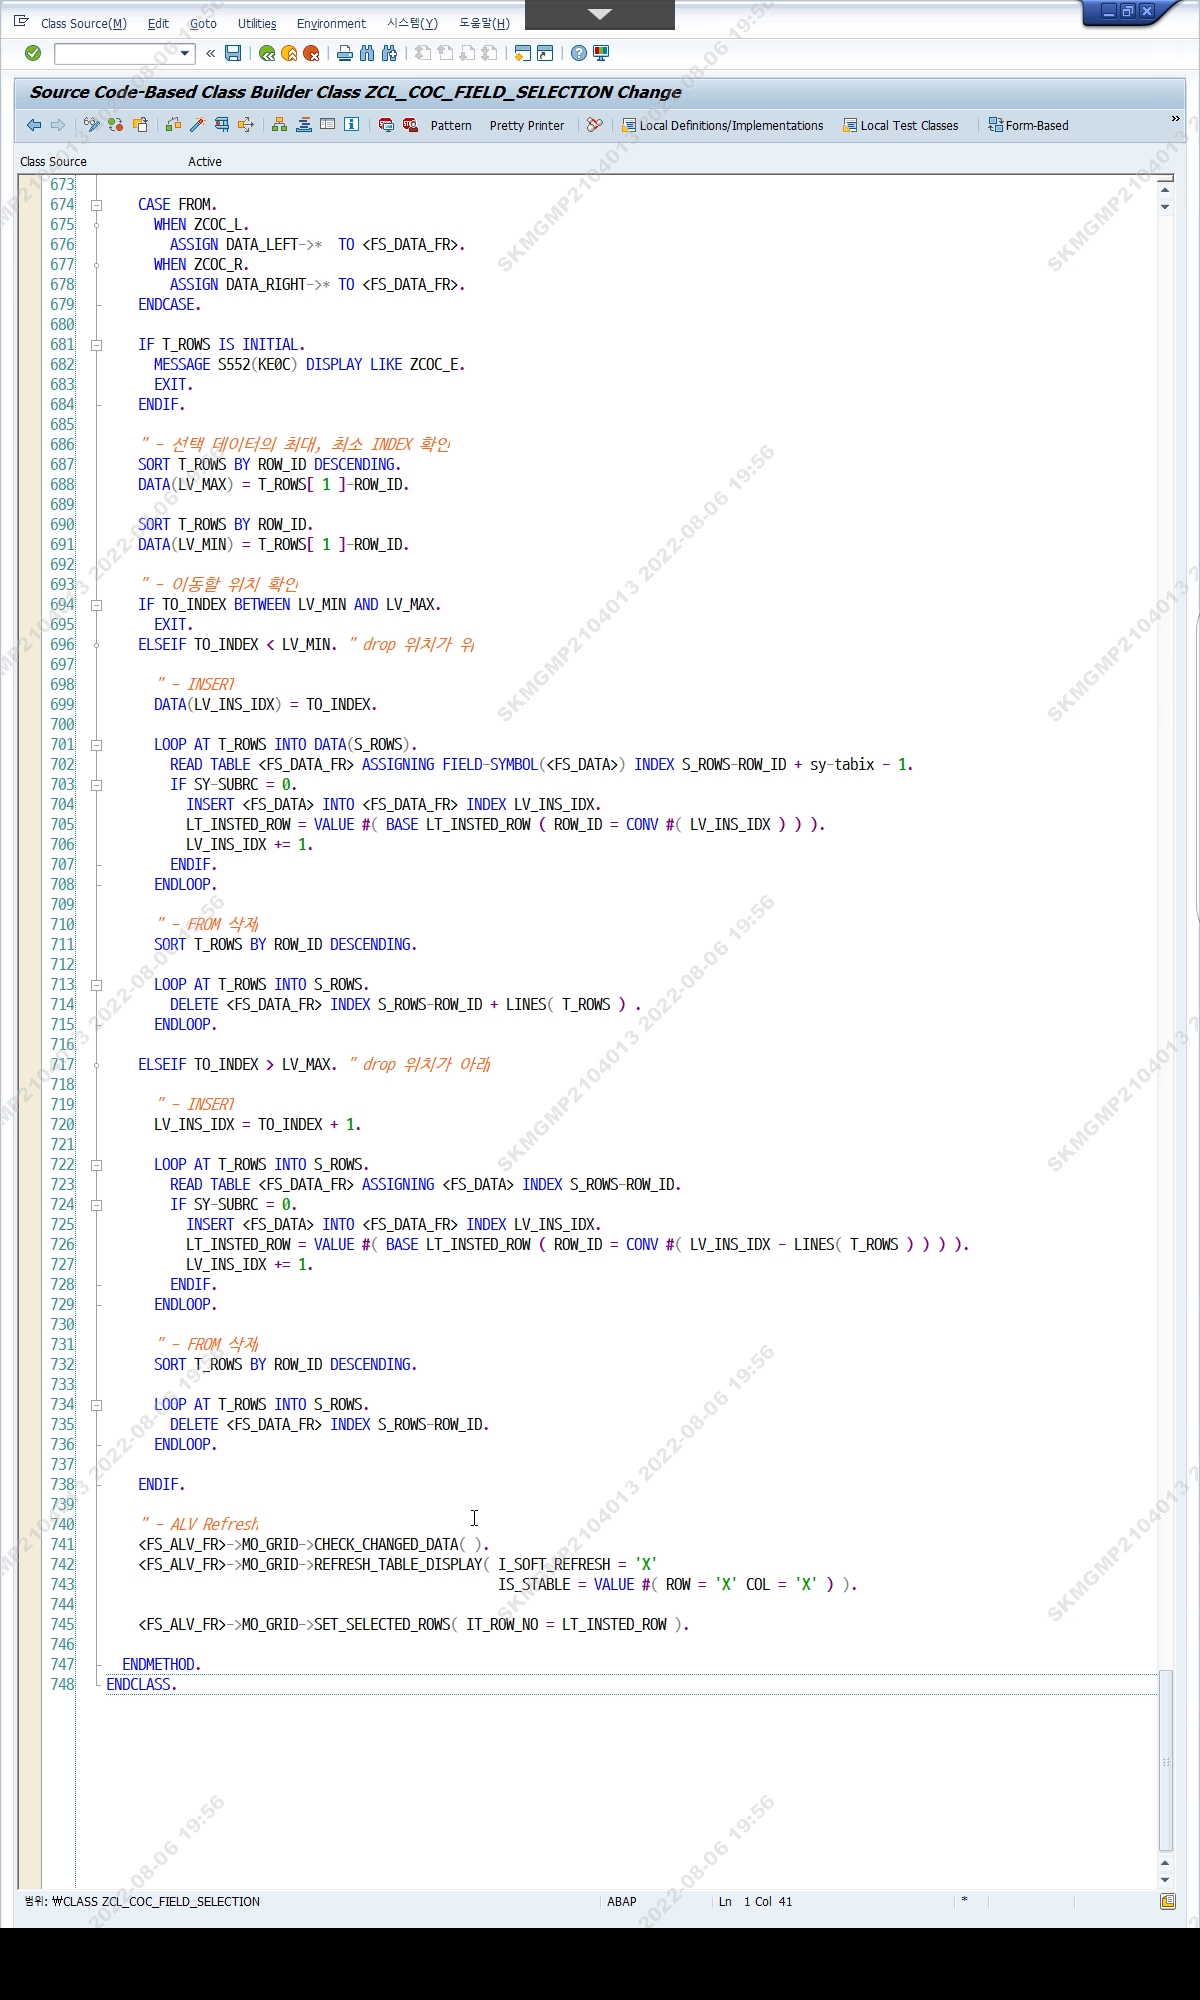 Class Source(M) Edit Goto Utilities Environment 시스템(Y) 도움말(H)
Source Code-Based Class Builder Class ZCL_COC_FIELD_SELECTION Change
Pattern Pretty Printer Local Definitions/Implementations Local Test Classes Form-Based
Class Source Active
673
674 CASE FROM.
675 WHEN ZCOC_L.
676 ASSIGN DATA_LEFT->* TO <FS_DATA_FR>.
677 WHEN ZCOC_R.
678 ASSIGN DATA_RIGHT->* TO <FS_DATA_FR>.
679 ENDCASE.
680
681 IF T_ROWS IS INITIAL.
682 MESSAGE S552(KE0C) DISPLAY LIKE ZCOC_E.
683 EXIT.
684 ENDIF.
685
686 " - 선택 데이터의 최대, 최소 INDEX 확인
687 SORT T_ROWS BY ROW_ID DESCENDING.
688 DATA(LV_MAX) = T_ROWS[ 1 ]-ROW_ID.
689
690 SORT T_ROWS BY ROW_ID.
691 DATA(LV_MIN) = T_ROWS[ 1 ]-ROW_ID.
692
693 " - 이동할 위치 확인
694 IF TO_INDEX BETWEEN LV_MIN AND LV_MAX.
695 EXIT.
696 ELSEIF TO_INDEX < LV_MIN. " drop 위치가 위
697
698 " - INSERT
699 DATA(LV_INS_IDX) = TO_INDEX.
700
701 LOOP AT T_ROWS INTO DATA(S_ROWS).
702 READ TABLE <FS_DATA_FR> ASSIGNING FIELD-SYMBOL(<FS_DATA>) INDEX S_ROWS-ROW_ID + sy-tabix - 1.
703 IF SY-SUBRC = 0.
704 INSERT <FS_DATA> INTO <FS_DATA_FR> INDEX LV_INS_IDX.
705 LT_INSTED_ROW = VALUE #( BASE LT_INSTED_ROW ( ROW_ID = CONV #( LV_INS_IDX ) ) ).
706 LV_INS_IDX += 1.
707 ENDIF.
708 ENDLOOP.
709
710 " - FROM 삭제
711 SORT T_ROWS BY ROW_ID DESCENDING.
712
713 LOOP AT T_ROWS INTO S_ROWS.
714 DELETE <FS_DATA_FR> INDEX S_ROWS-ROW_ID + LINES( T_ROWS ) .
715 ENDLOOP.
716
717 ELSEIF TO_INDEX > LV_MAX. " drop 위치가 아래
718
719 " - INSERT
720 LV_INS_IDX = TO_INDEX + 1.
721
722 LOOP AT T_ROWS INTO S_ROWS.
723 READ TABLE <FS_DATA_FR> ASSIGNING <FS_DATA> INDEX S_ROWS-ROW_ID.
724 IF SY-SUBRC = 0.
725 INSERT <FS_DATA> INTO <FS_DATA_FR> INDEX LV_INS_IDX.
726 LT_INSTED_ROW = VALUE #( BASE LT_INSTED_ROW ( ROW_ID = CONV #( LV_INS_IDX - LINES( T_ROWS ) ) ) ).
727 LV_INS_IDX += 1.
728 ENDIF.
729 ENDLOOP.
730
731 " - FROM 삭제
732 SORT T_ROWS BY ROW_ID DESCENDING.
733
734 LOOP AT T_ROWS INTO S_ROWS.
735 DELETE <FS_DATA_FR> INDEX S_ROWS-ROW_ID.
736 ENDLOOP.
737
738 ENDIF.
739
740 " - ALV Refresh
741 <FS_ALV_FR>->MO_GRID->CHECK_CHANGED_DATA( ).
742 <FS_ALV_FR>->MO_GRID->REFRESH_TABLE_DISPLAY( I_SOFT_REFRESH = 'X'
743 IS_STABLE = VALUE #( ROW = 'X' COL = 'X' ) ).
744
745 <FS_ALV_FR>->MO_GRID->SET_SELECTED_ROWS( IT_ROW_NO = LT_INSTED_ROW ).
746
747 ENDMETHOD.
748 ENDCLASS.
범위: ₩CLASS ZCL_COC_FIELD_SELECTION ABAP Ln 1 Col 41 *
SKMGMP2104013 2022-08-06 19:56